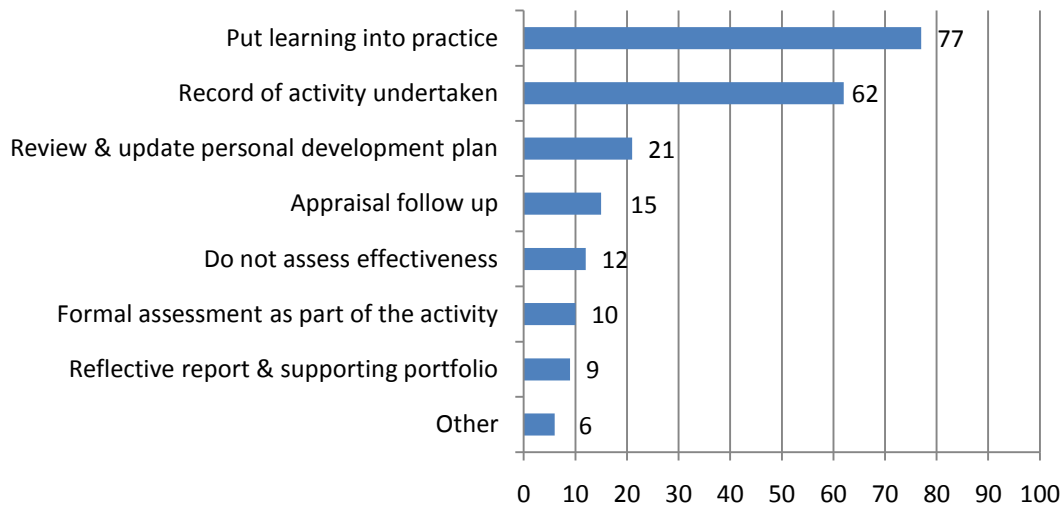 Put learning into practice 77
Record of activity undertaken 62
Review & update personal development plan 21
Appraisal follow up 15
Do not assess effectiveness 12
Formal assessment as part of the activity 10
Reflective report & supporting portfolio 9
Other 6
0 10 20 30 40 50 60 70 80 90 100